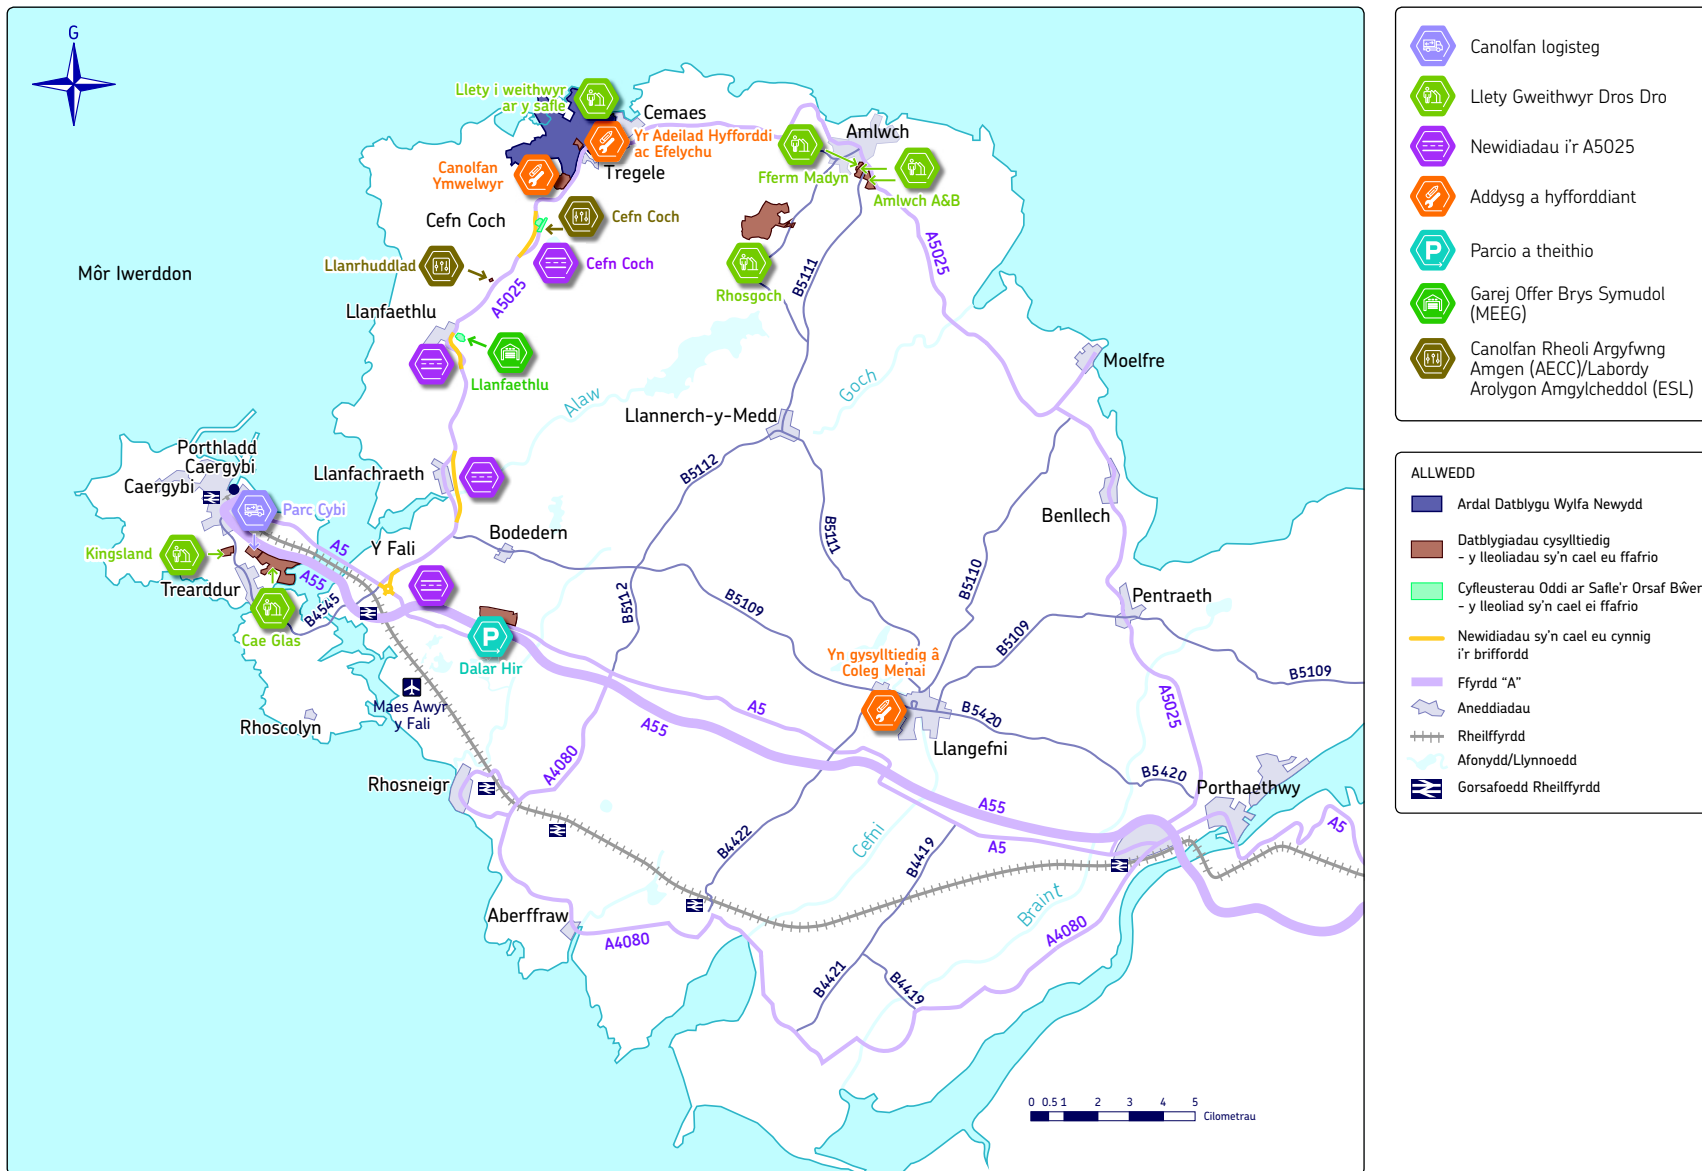 G
Llety i weithwyr
ar y safle
Cemaes
Yr Adeilad Hyfforddi
ac Efelychu
Amlwch
Canolfan
Ymwelwyr
Tregele
Fferm Madyn
Amlwch A&B
Cefn Coch
Cefn Coch
Llanrhuddlad
Cefn Coch
Môr Iwerddon
A5025
Rhosgoch
B5111
A5025
Llanfaethlu
Llanfaethlu
Moelfre
Alaw
Goch
Llannerch-y-Medd
Porthladd
Caergybi
Caergybi
Llanfachraeth
B5112
Parc Cybi
Benllech
Bodedern
B5111
Kingsland
A5
Y Fali
A55
Trearddur
B5110
B4545
B5112
B5109
Pentraeth
Cae Glas
Dalar Hir
B5109
Yn gysylltiedig â
Coleg Menai
B5109
Maes Awyr
y Fali
Rhoscolyn
A5
A55
B5420
A5025
Llangefni
Rhosneigr
A4080
B5420
Porthaethwy
A55
A5
A5
B4422
Cefni
B4419
Braint
Aberffraw
A4080
A4080
B4421
B4419
0 0.5 1 2 3 4 5
Cilometrau
Canolfan logisteg
Llety Gweithwyr Dros Dro
Newidiadau i'r A5025
Addysg a hyfforddiant
P
Parcio a theithio
Garej Offer Brys Symudol
(MEEG)
Canolfan Rheoli Argyfwng
Amgen (AECC)/Labordy
Arolygon Amgylcheddol (ESL)
ALLWEDD
Ardal Datblygu Wylfa Newydd
Datblygiadau cysylltiedig
- y lleoliadau sy'n cael eu ffafrio
Cyfleusterau Oddi ar Safle'r Orsaf Bŵer
- y lleoliad sy'n cael ei ffafrio
Newidiadau sy'n cael eu cynnig
i'r briffordd
Ffyrdd “A”
Aneddiadau
Rheilffyrdd
Afonydd/Llynnoedd
Gorsafoedd Rheilffyrdd
P